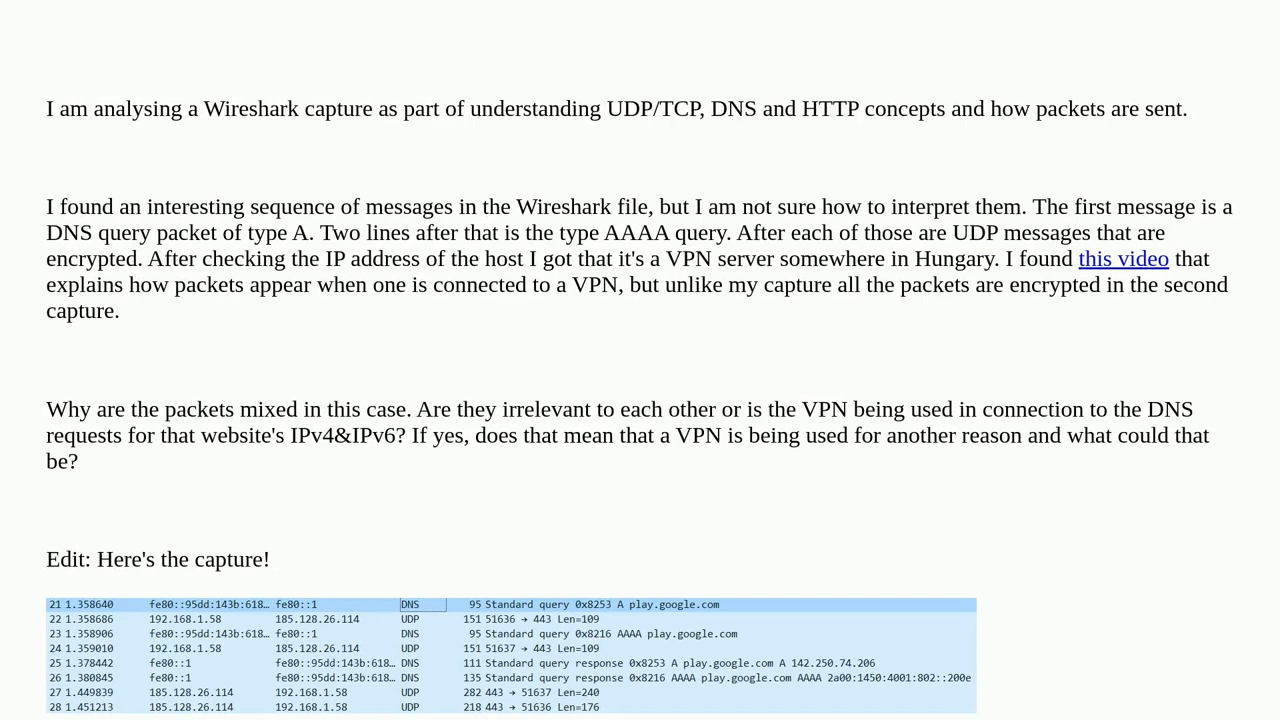 I am analysing a Wireshark capture as part of understanding UDP/TCP, DNS and HTTP concepts and how packets are sent.
I found an interesting sequence of messages in the Wireshark file, but I am not sure how to interpret them. The first message is a
DNS query packet of type A. Two lines after that is the type AAAA query. After each of those are UDP messages that are
encrypted. After checking the IP address of the host I got that it's a VPN server somewhere in Hungary. I found this video that
explains how packets appear when one is connected to a VPN, but unlike my capture all the packets are encrypted in the second
capture.
Why are the packets mixed in this case. Are they irrelevant to each other or is the VPN being used in connection to the DNS
requests for that website's IPv4&IPv6? If yes, does that mean that a VPN is being used for another reason and what could that
be?
Edit: Here's the capture!
21 1.358640 fe80::95dd:143b:618… fe80::1 DNS 95 Standard query 0x8253 A play.google.com
22 1.358686 192.168.1.58 185.128.26.114 UDP 151 51636 → 443 Len=109
23 1.358906 fe80::95dd:143b:618… fe80::1 DNS 95 Standard query 0x8216 AAAA play.google.com
24 1.359010 192.168.1.58 185.128.26.114 UDP 151 51637 → 443 Len=109
25 1.378442 fe80::1 fe80::95dd:143b:618… DNS 111 Standard query response 0x8253 A play.google.com A 142.250.74.206
26 1.380845 fe80::1 fe80::95dd:143b:618… DNS 135 Standard query response 0x8216 AAAA play.google.com AAAA 2a00:1450:4001:802::200e
27 1.449839 185.128.26.114 192.168.1.58 UDP 282 443 → 51637 Len=240
28 1.451213 185.128.26.114 192.168.1.58 UDP 218 443 → 51636 Len=176